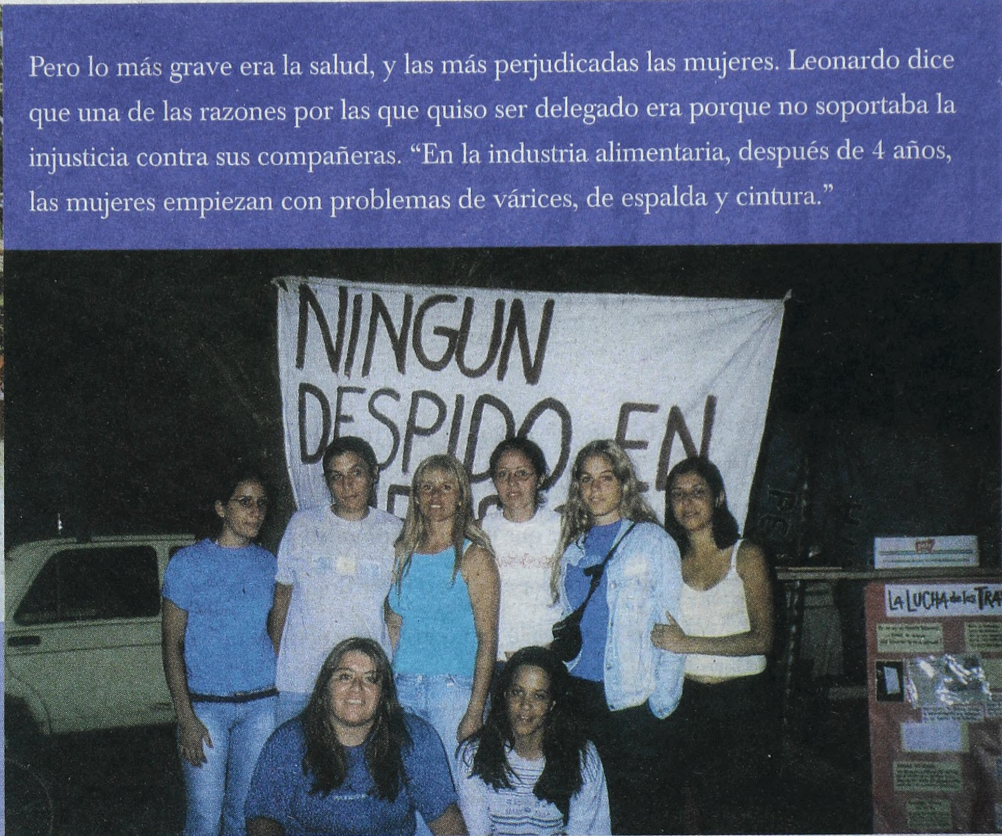 Pero lo más grave era la salud, y las más perjudicadas las mujeres. Leonardo dice
que una de las razones por las que quiso ser delegado era porque no soportaba la
injusticia contra sus compañeras. “En la industria alimentaria, después de 4 años,
las mujeres empiezan con problemas de várices, de espalda y cintura.”
NINGUN
DESPIDO EN
LA LUCHA de los TRA